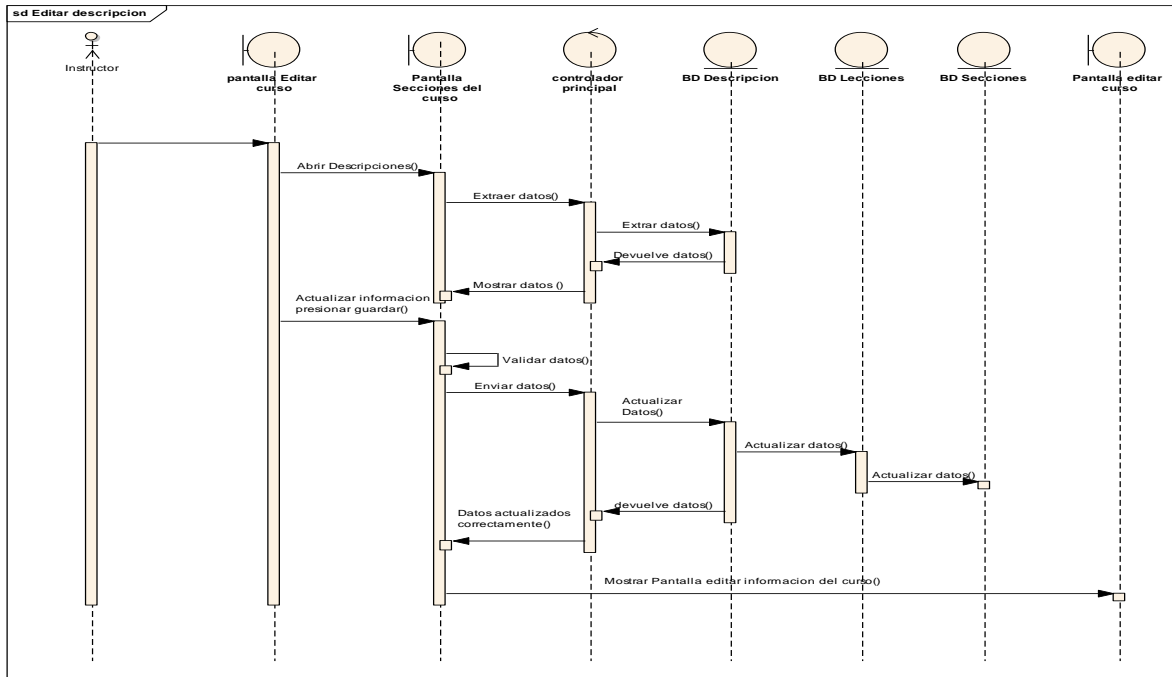 sd Editar descripcion
Instructor
pantalla Editar
curso
Pantalla
Secciones del
curso
controlador
principal
BD Descripcion
BD Lecciones
BD Secciones
Pantalla editar
curso
Abrir Descripciones()
Extraer datos()
Extrar datos()
Devuelve datos()
Mostrar datos ()
Actualizar informacion
presionar guardar()
Validar datos()
Enviar datos()
Actualizar
Datos()
Actualizar datos()
Actualizar datos()
devuelve datos()
Datos actualizados
correctamente()
Mostrar Pantalla editar informacion del curso()